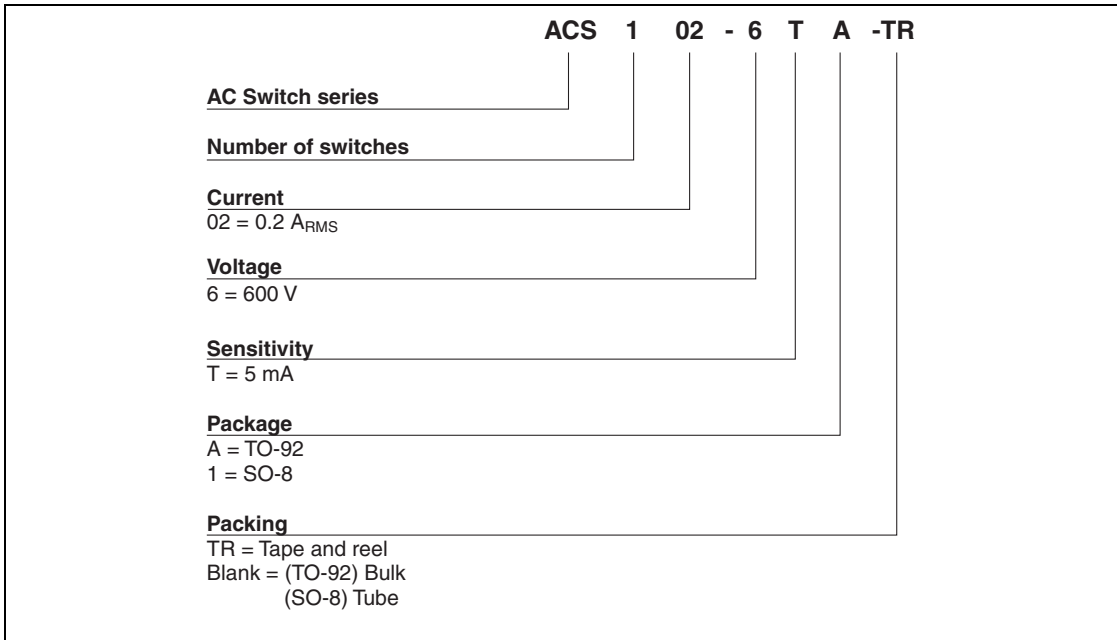 ACS 1 02 - 6 T A -TR
AC Switch series
Number of switches
Current
02 = 0.2 ARMS
Voltage
6 = 600 V
Sensitivity
T = 5 mA
Package
A = TO-92
1 = SO-8
Packing
TR = Tape and reel
Blank = (TO-92) Bulk
(SO-8) Tube